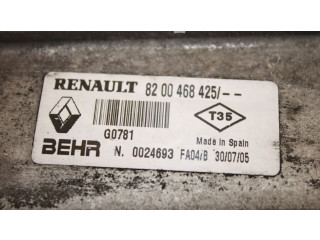 RENAULT 82 00 468 425/--
T35
G0781
Made in Spain
BEHR N. 0024693 FA04/B 30/07/05